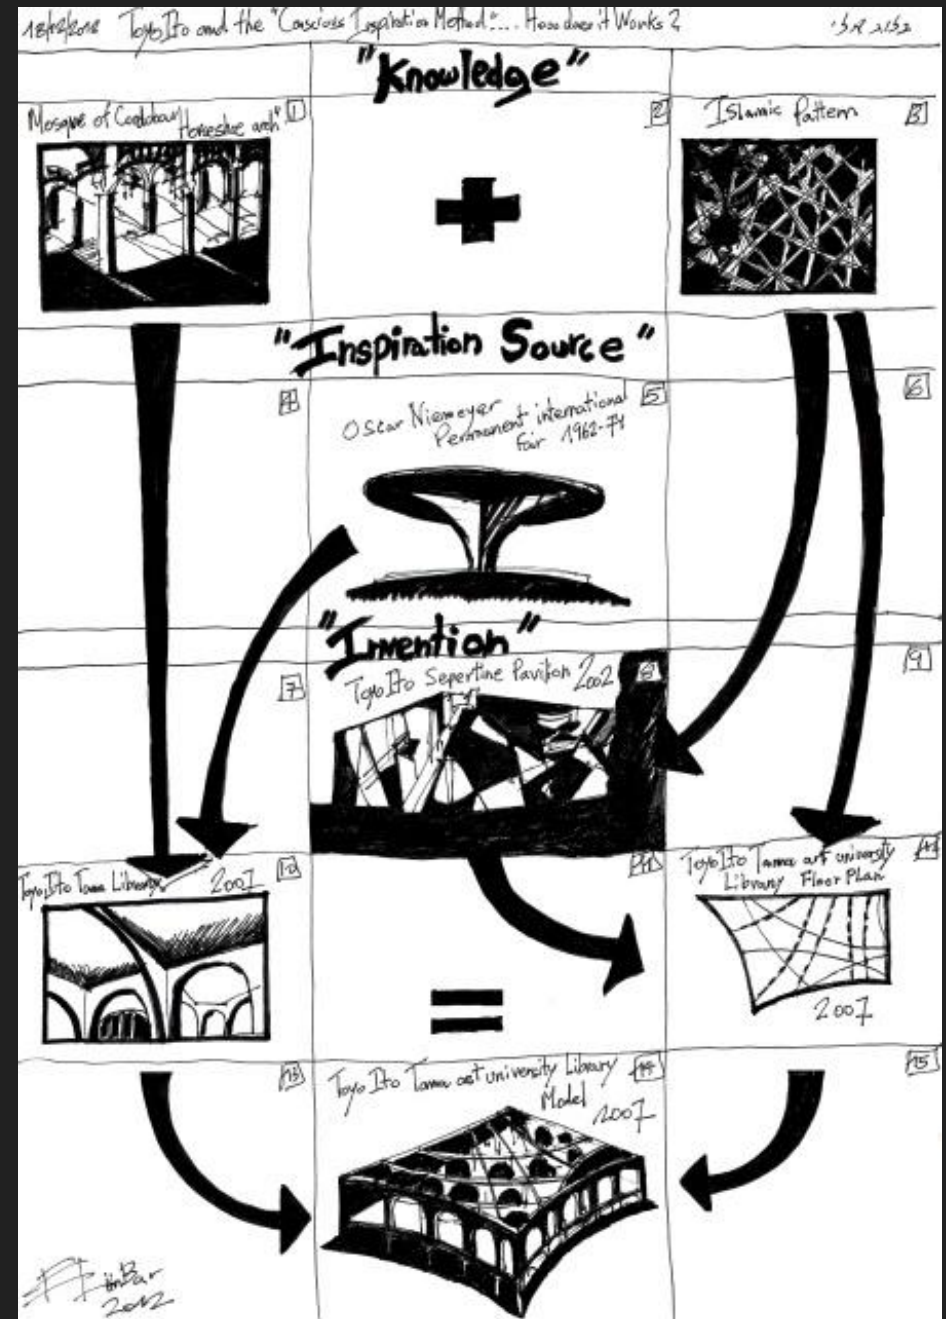 Toyo Ito and the "Conscious Inspiration Method".... How does it Works?
"Knowledge"
Mosque of Cordoba 1
"Horseshoe arch"
2
Islamic Pattern 3
"Inspiration Source"
4
Oscar Niemeyer 5
Permanent international
fair 1962-74
6
"Invention"
7
Toyo Ito Sepertine Pavilion 2002 8
9
Toyo Ito Tama Library 2007 10
11
Toyo Ito Tama art university 12
Library Floor Plan
2007
13
Toyo Ito Tama art university Library 14
Model
2007
15
2012